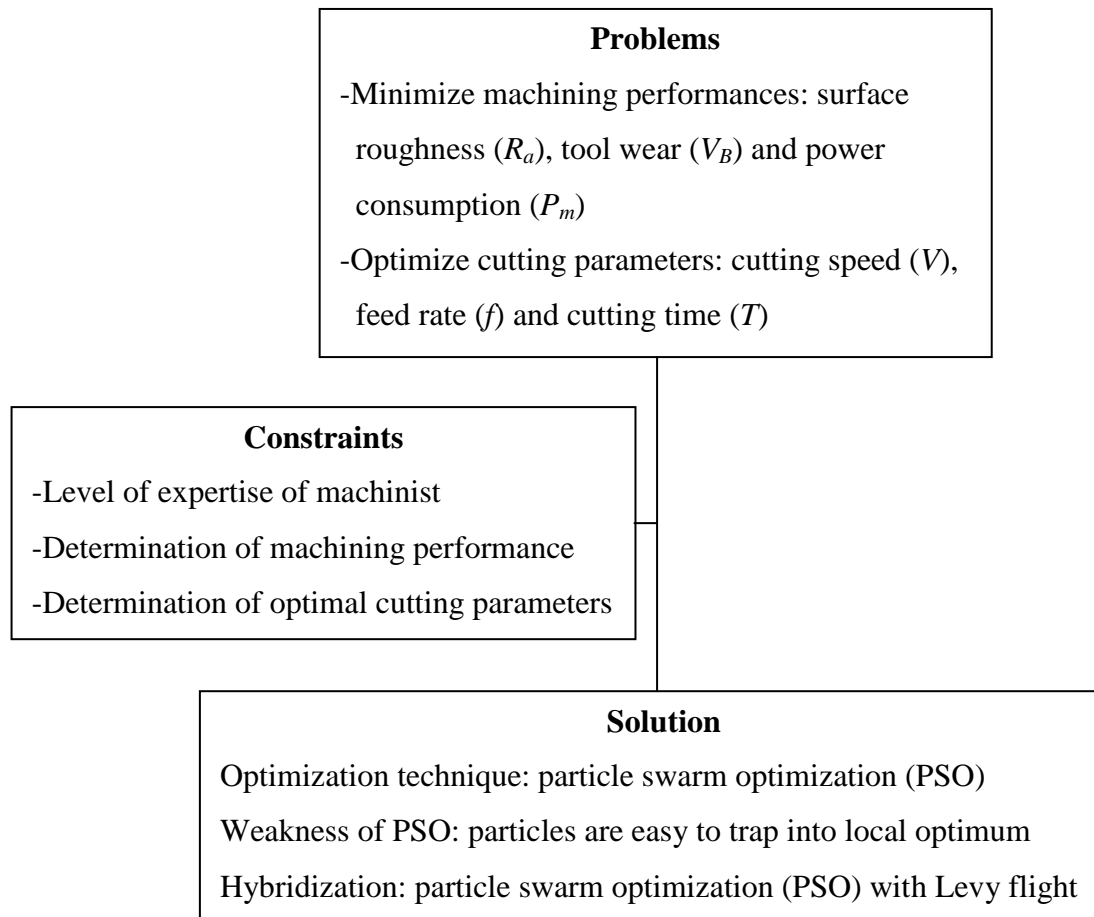 Problems
-Minimize machining performances: surface
roughness (Ra), tool wear (VB) and power
consumption (Pm)
-Optimize cutting parameters: cutting speed (V),
feed rate (f) and cutting time (T)
Constraints
-Level of expertise of machinist
-Determination of machining performance
-Determination of optimal cutting parameters
Solution
Optimization technique: particle swarm optimization (PSO)
Weakness of PSO: particles are easy to trap into local optimum
Hybridization: particle swarm optimization (PSO) with Levy flight